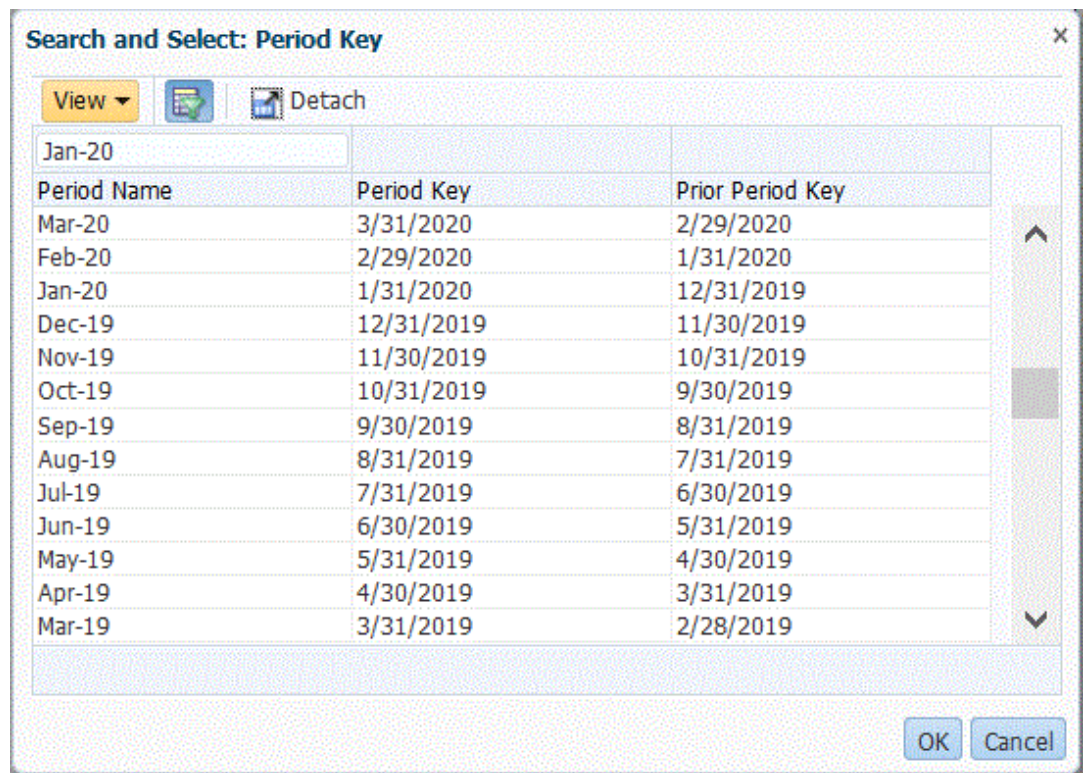 Search and Select: Period Key
View Detach
Jan-20
Period Name Period Key Prior Period Key
Mar-20 3/31/2020 2/29/2020
Feb-20 2/29/2020 1/31/2020
Jan-20 1/31/2020 12/31/2019
Dec-19 12/31/2019 11/30/2019
Nov-19 11/30/2019 10/31/2019
Oct-19 10/31/2019 9/30/2019
Sep-19 9/30/2019 8/31/2019
Aug-19 8/31/2019 7/31/2019
Jul-19 7/31/2019 6/30/2019
Jun-19 6/30/2019 5/31/2019
May-19 5/31/2019 4/30/2019
Apr-19 4/30/2019 3/31/2019
Mar-19 3/31/2019 2/28/2019
OK Cancel